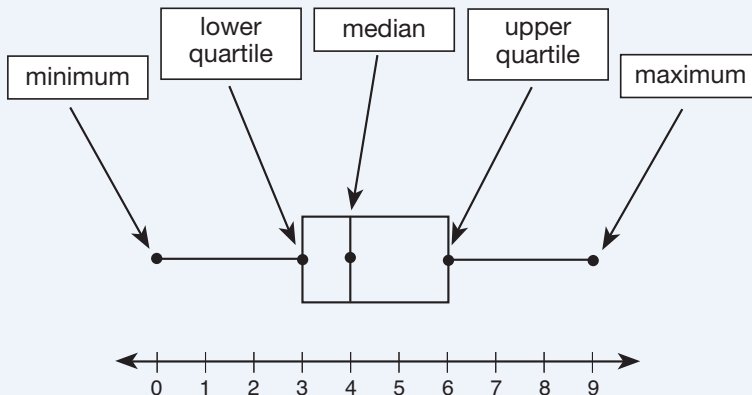 minimum
lower
quartile
median
upper
quartile
maximum
0 1 2 3 4 5 6 7 8 9